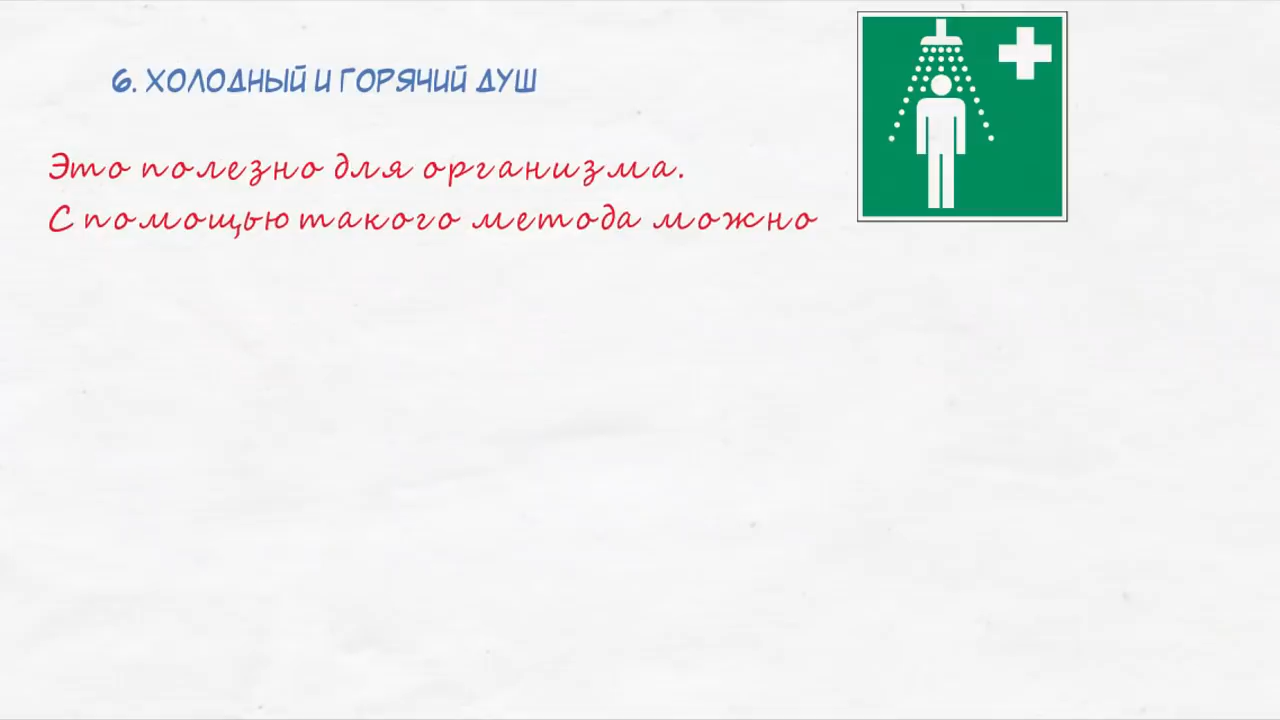 6. ХОЛОДНЫЙ И ГОРЯЧИЙ ДУШ
Это полезно для организма.
С помощью такого метода можно